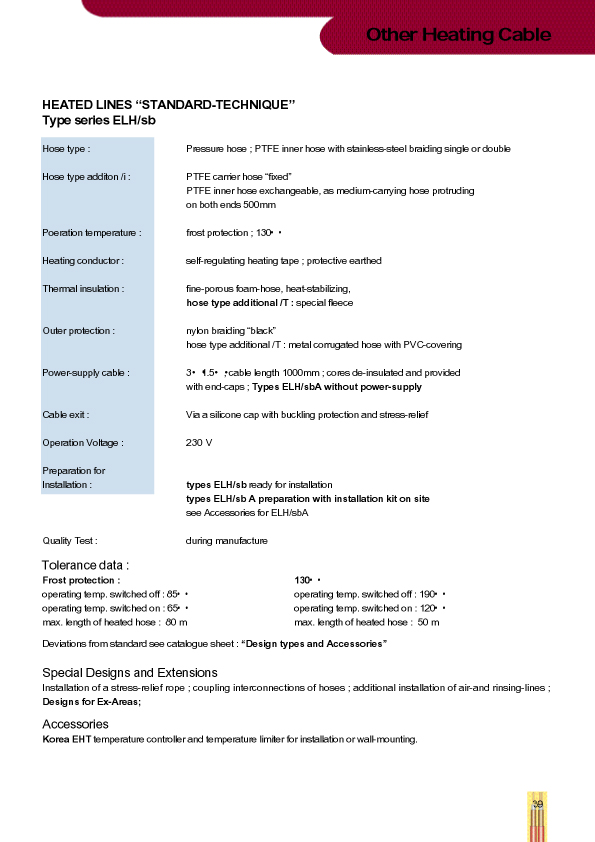 Other Heating Cable
HEATED LINES “STANDARD-TECHNIQUE”
Type series ELH/sb
Hose type : Pressure hose ; PTFE inner hose with stainless-steel braiding single or double
Hose type additon /i : PTFE carrier hose “fixed”
PTFE inner hose exchangeable, as medium-carrying hose protruding
on both ends 500mm
Poeration temperature : frost protection ; 130• •
Heating conductor : self-regulating heating tape ; protective earthed
Thermal insulation : fine-porous foam-hose, heat-stabilizing,
hose type additional /T : special fleece
Outer protection : nylon braiding “black”
hose type additional /T : metal corrugated hose with PVC-covering
Power-supply cable : 3• •1.5• •;cable length 1000mm ; cores de-insulated and provided
with end-caps ; Types ELH/sbA without power-supply
Cable exit : Via a silicone cap with buckling protection and stress-relief
Operation Voltage : 230 V
Preparation for
Installation : types ELH/sb ready for installation
types ELH/sb A preparation with installation kit on site
see Accessories for ELH/sbA
Quality Test : during manufacture
Tolerance data :
Frost protection : 130• •
operating temp. switched off : 85• • operating temp. switched off : 190• •
operating temp. switched on : 65• • operating temp. switched on : 120• •
max. length of heated hose : 80 m max. length of heated hose : 50 m
Deviations from standard see catalogue sheet : “Design types and Accessories”
Special Designs and Extensions
Installation of a stress-relief rope ; coupling interconnections of hoses ; additional installation of air-and rinsing-lines ;
Designs for Ex-Areas;
Accessories
Korea EHT temperature controller and temperature limiter for installation or wall-mounting.
39